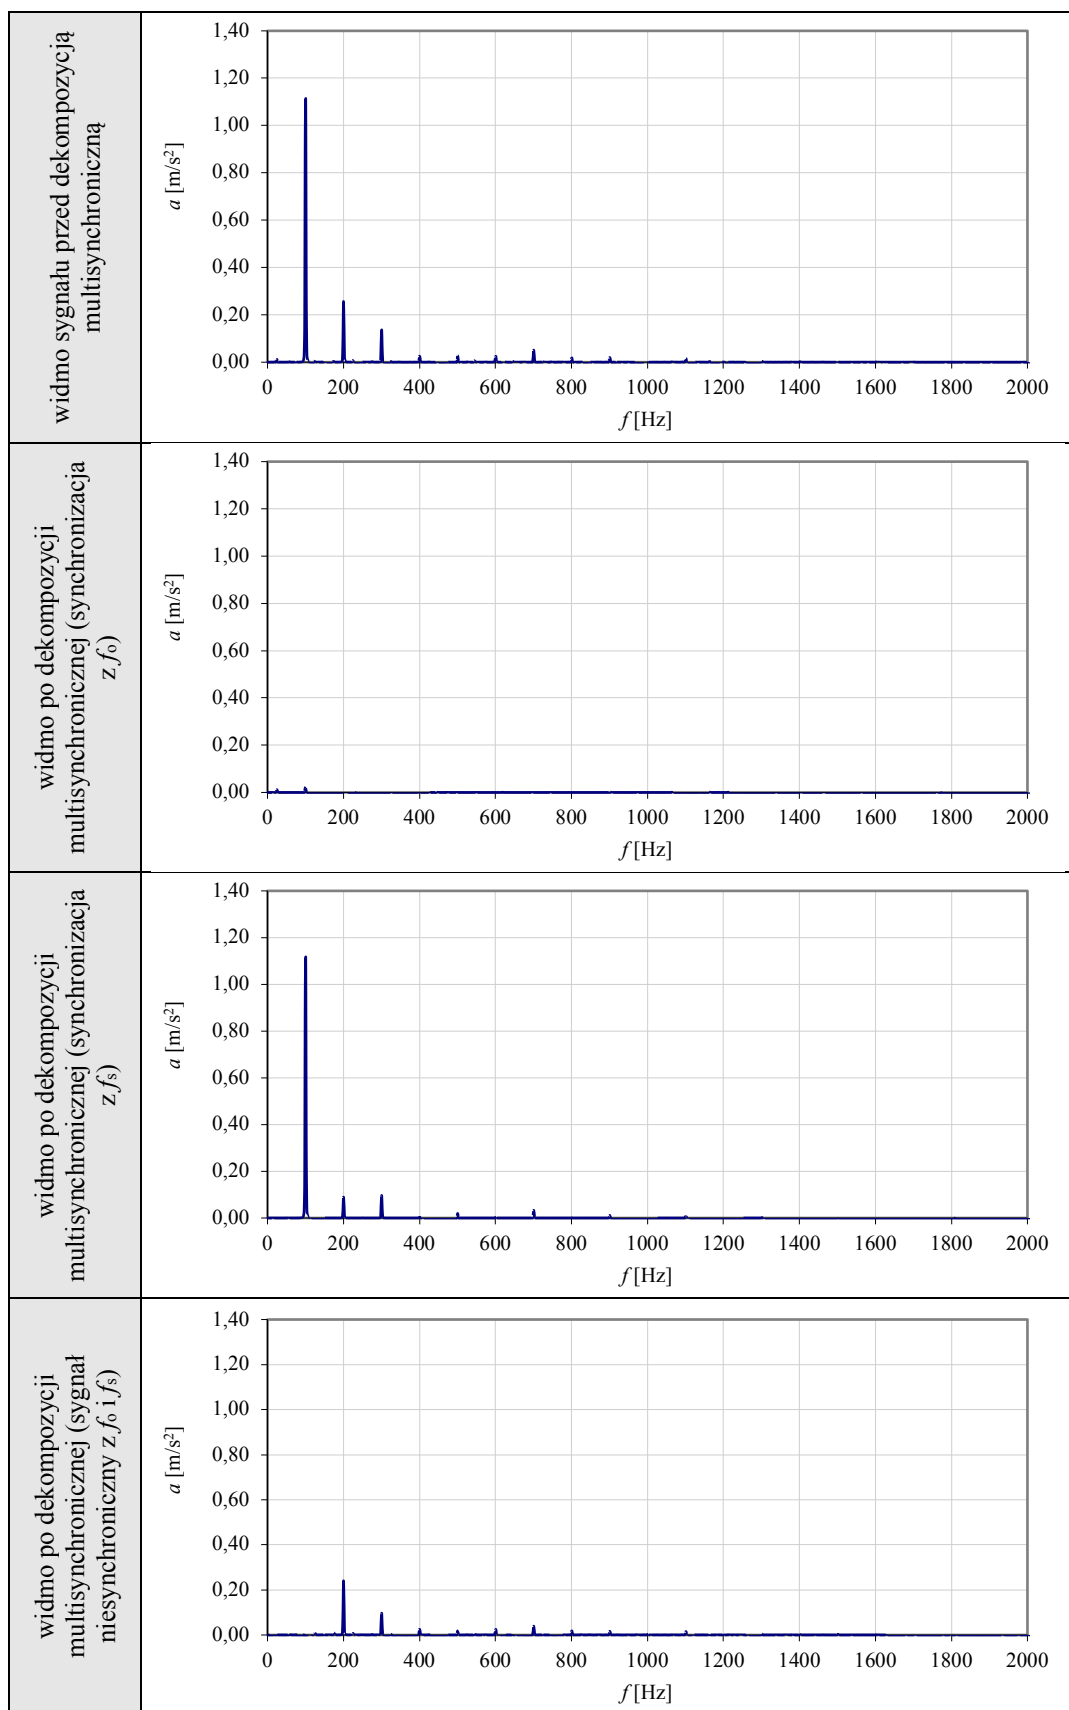 widmo sygnału przed dekompozycją
multisynchroniczną
1,40
1,20
1,00
0,80
0,60
0,40
0,20
0,00
a [m/s²]
0 200 400 600 800 1000 1200 1400 1600 1800 2000
f [Hz]
widmo po dekompozycji
multisynchronicznej (synchronizacja
z fo)
1,40
1,20
1,00
0,80
0,60
0,40
0,20
0,00
a [m/s²]
0 200 400 600 800 1000 1200 1400 1600 1800 2000
f [Hz]
widmo po dekompozycji
multisynchronicznej (synchronizacja
z fs)
1,40
1,20
1,00
0,80
0,60
0,40
0,20
0,00
a [m/s²]
0 200 400 600 800 1000 1200 1400 1600 1800 2000
f [Hz]
widmo po dekompozycji
multisynchronicznej (sygnał
niesynchroniczny z fo i fs)
1,40
1,20
1,00
0,80
0,60
0,40
0,20
0,00
a [m/s²]
0 200 400 600 800 1000 1200 1400 1600 1800 2000
f [Hz]